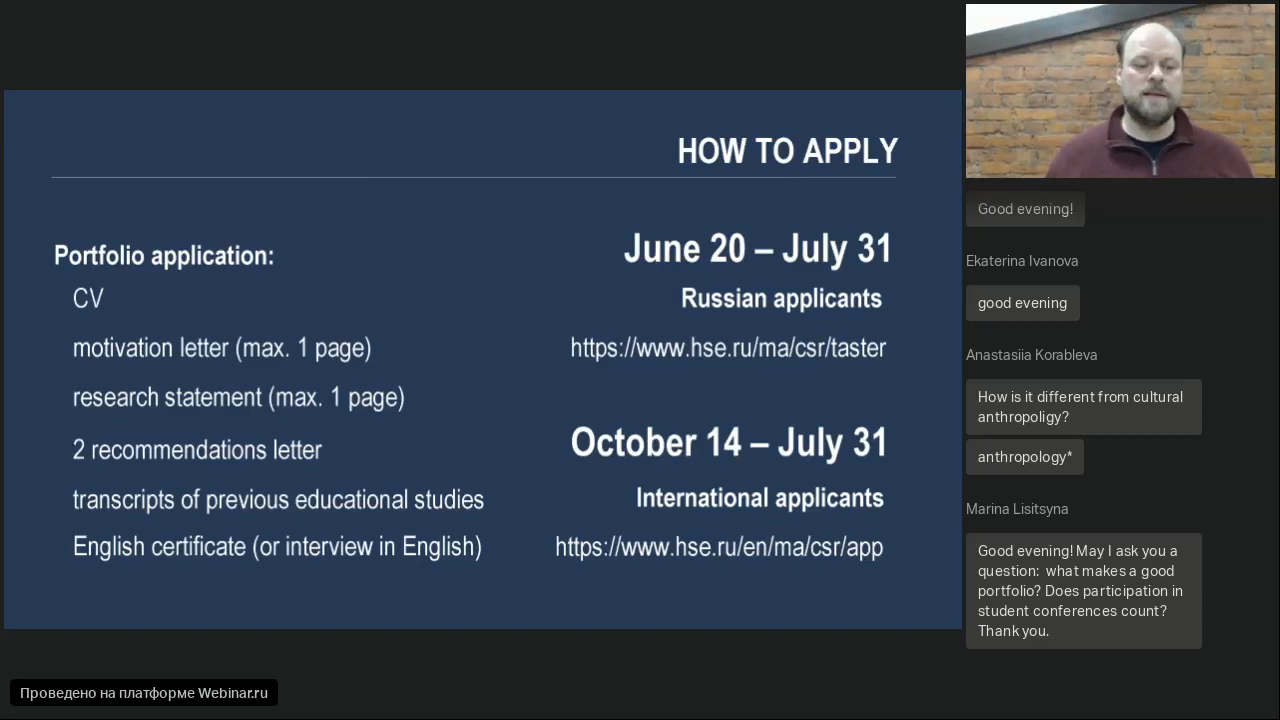 HOW TO APPLY
Portfolio application:
CV
motivation letter (max. 1 page)
research statement (max. 1 page)
2 recommendations letter
transcripts of previous educational studies
English certificate (or interview in English)
June 20 – July 31
Russian applicants
https://www.hse.ru/ma/csr/taster
October 14 – July 31
International applicants
https://www.hse.ru/en/ma/csr/app
Good evening!
Ekaterina Ivanova
good evening
Anastasiia Korableva
How is it different from cultural
anthropoligy?
anthropology*
Marina Lisitsyna
Good evening! May I ask you a
question: what makes a good
portfolio? Does participation in
student conferences count?
Thank you.
Проведено на платформе Webinar.ru